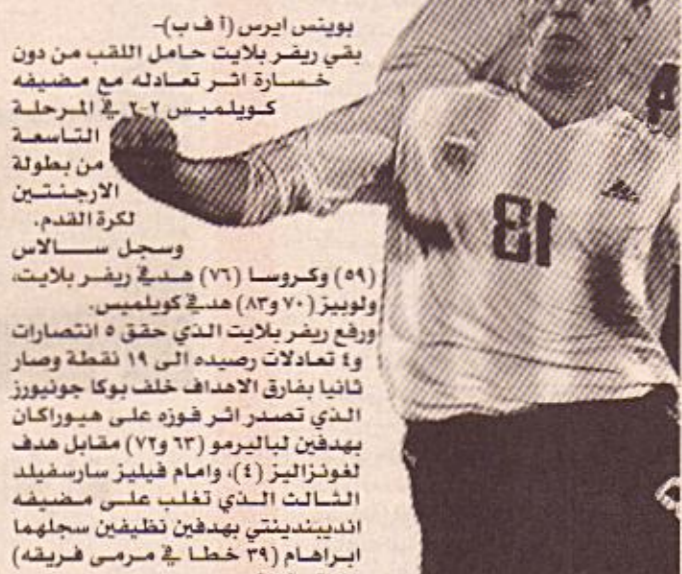 بوينس ايرس (أ ف ب)-
بقي ريفر بلايت حامل اللقب من دون
خسارة اثر تعادله مع مضيفه
كويلميس ٢-٢ في المرحلة
التاسعة
من بطولة
الارجنتين
لكرة القدم.
وسجل سالاس
(٥٩) وكروسا (٧٦) هدفي ريفر بلايت،
ولوبيز (٧٠ و٨٣) هدفي كويلميس.
ورفع ريفر بلايت الذي حقق ٥ انتصارات
و٤ تعادلات رصيده الى ١٩ نقطة وصار
ثانيا بفارق الاهداف خلف بوكا جونيورز
الذي تصدر اثر فوزه على هيوراكان
بهدفين لباليرمو (٦٣ و٧٢) مقابل هدف
لغونزاليز (٤)، وامام فيليز سارسفيلد
الثالث الذي تغلب على مضيفه
انديبندينتي بهدفين نظيفين سجلهما
ابراهام (٣٩ خطا في مرمى فريقه)
18